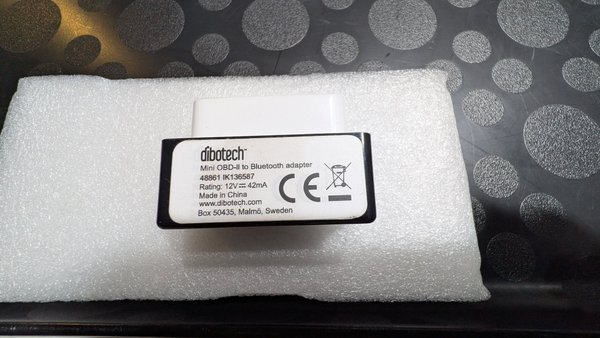 dibotech™
Mini OBD-II to Bluetooth adapter
48861 IK136587
Rating: 12V⎓42mA
Made in China
www.dibotech.com
Box 50435, Malmö, Sweden
CE